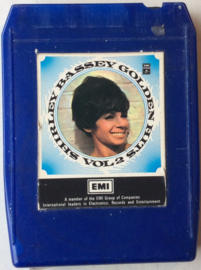 SHIRLEY BASSEY GOLDEN HITS VOL 2
EMI
EMI
A member of the EMI Group of Companies
International leaders in Electronics, Records and Entertainment